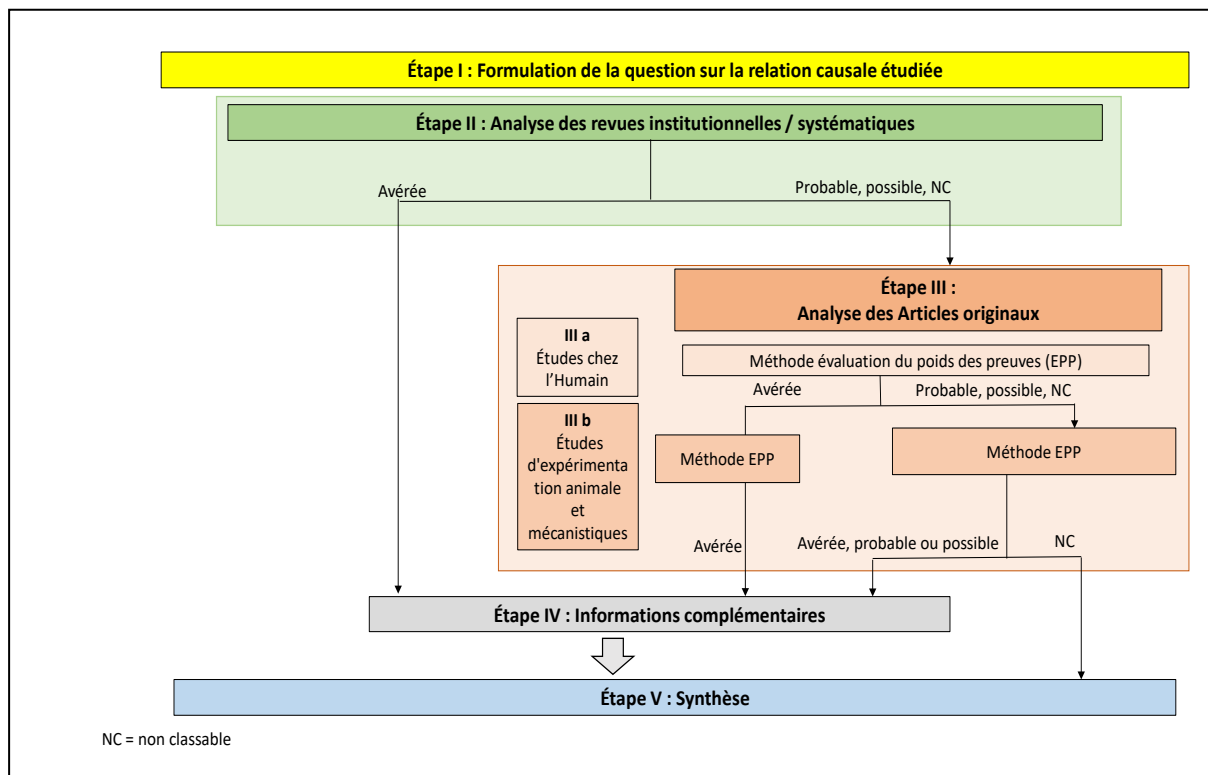 Étape I : Formulation de la question sur la relation causale étudiée
Étape II : Analyse des revues institutionnelles / systématiques
Avérée
Probable, possible, NC
Étape III :
Analyse des Articles originaux
III a
Études chez
l'Humain
Méthode évaluation du poids des preuves (EPP)
Avérée
Probable, possible, NC
III b
Études
d'expérimenta
tion animale
et
mécanistiques
Méthode EPP
Méthode EPP
Avérée
Avérée, probable ou possible
NC
Étape IV : Informations complémentaires
Étape V : Synthèse
NC = non classable